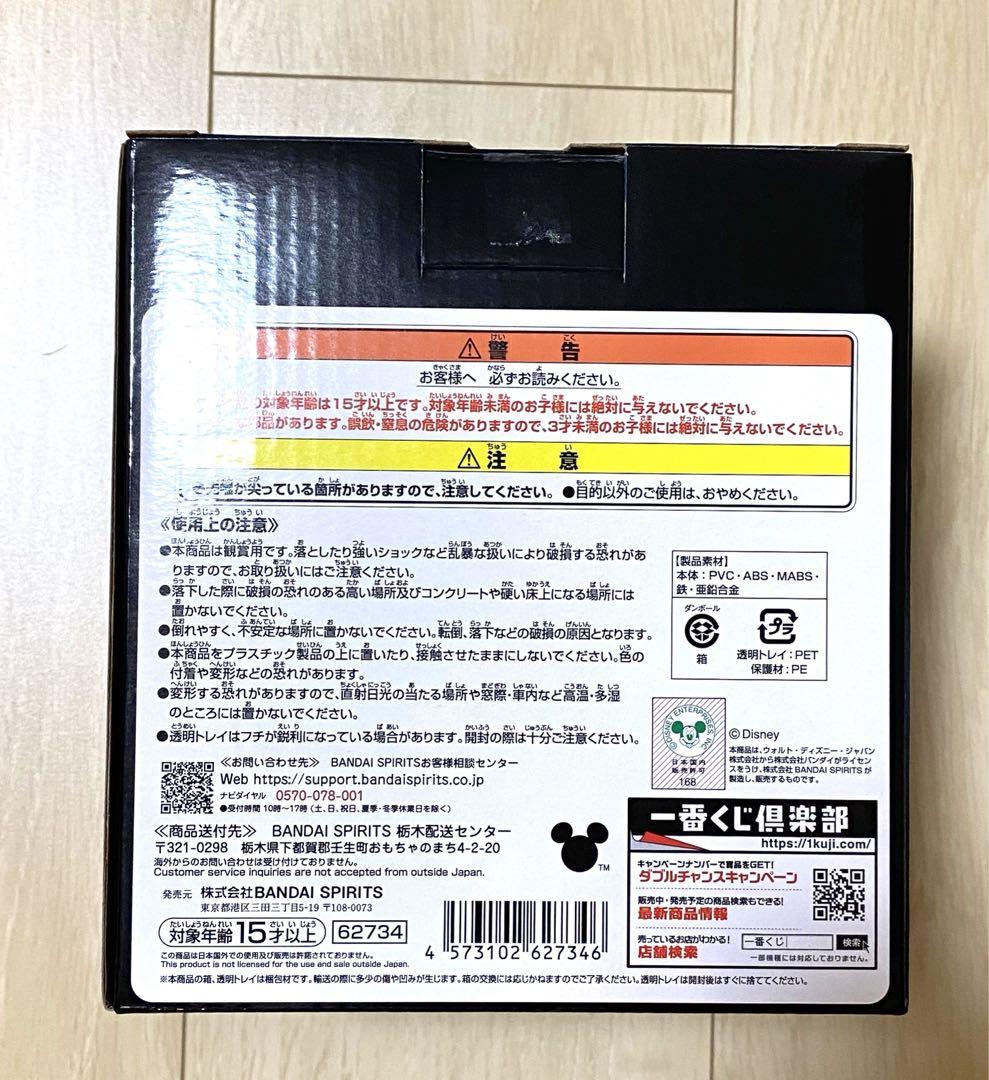 ⚠警告
お客様へ 必ずお読みください。
の対象年齢は15才以上です。対象年齢未満のお子様には絶対に与えないでください。
部品があります。誤飲・窒息の危険がありますので、3才未満のお子様には絶対に与えないでください。
⚠注意
が尖っている箇所がありますので、注意してください。 ●目的以外のご使用は、おやめください。
《使用上の注意》
●本商品は観賞用です。落としたり強いショックなど乱暴な扱いにより破損する恐れがあ
りますので、お取り扱いにはご注意ください。
●落下した際に破損の恐れのある高い場所及びコンクリートや硬い床上になる場所には
置かないでください。
●倒れやすく、不安定な場所に置かないでください。転倒、落下などの破損の原因となります。
●本商品をプラスチック製品の上に置いたり、接触させたままにしないでください。色の
付着や変形などの恐れがあります。
●変形する恐れがありますので、直射日光の当たる場所や窓際・車内など高温・多湿
のところには置かないでください。
●透明トレイはフチが鋭利になっている場合があります。開封の際は十分ご注意ください。
【製品素材】
本体：PVC・ABS・MABS・
鉄・亜鉛合金
ダンボール
箱
プラ
透明トレイ：PET
保護材：PE
©DISNEY ENTERPRISES, INC.
日本国内
販売許可
168
©Disney
本商品は、ウォルト・ディズニー・ジャパン
株式会社から株式会社バンダイがライセン
スをうけ、株式会社 BANDAI SPIRITS が
製造し、販売するものです。
≪お問い合わせ先≫ BANDAI SPIRITSお客様相談センター
Web https://support.bandaispirits.co.jp
ナビダイヤル 0570-078-001
●受付時間 10時～17時 (土、日、祝日、夏季・冬季休業日を除く)
≪商品送付先≫ BANDAI SPIRITS 栃木配送センター
〒321-0298 栃木県下都賀郡壬生町おもちゃのまち4-2-20
海外からのお問い合わせは受け付けておりません。
Customer service inquiries are not accepted from outside Japan.
TM
発売元 株式会社BANDAI SPIRITS
東京都港区三田三丁目5-19 〒108-0073
対象年齢15才以上 62734
この商品は日本国外での使用及び販売は許諾されておりません。
This product is not licensed for the use and sale outside Japan.
4 573102 627346
一番くじ倶楽部
https://1kuji.com/
キャンペーンナンバーで賞品をGET!
ダブルチャンスキャンペーン
販売中・発売予定の商品検索もできる!
最新商品情報
売っているお店がわかる!
店舗検索
一番くじ 検索
一部機種には対応しておりません。
※本商品の箱、透明トレイは梱包材です。輸送の際に多少の傷や凹みが生じます。箱の交換には応じかねますのでご了承ください。透明トレイは開封後はすぐに捨ててください。